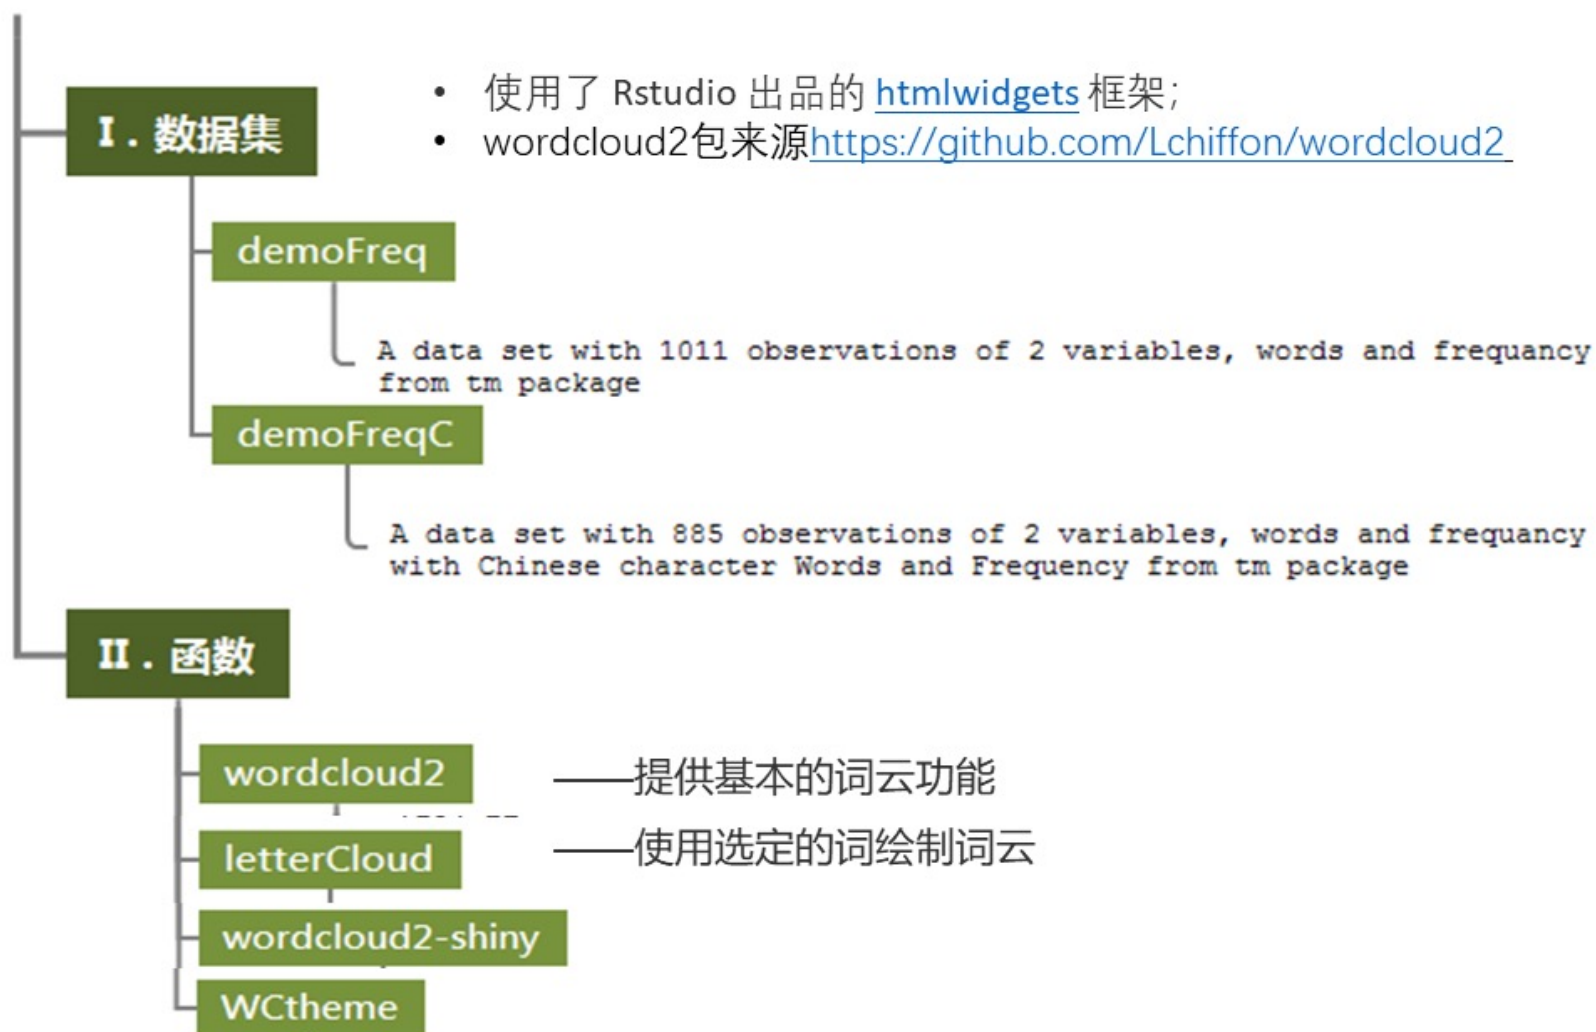 • 使用了 Rstudio 出品的 htmlwidgets 框架;
I . 数据集
• wordcloud2包来源https://github.com/Lchiffon/wordcloud2
demoFreq
A data set with 1011 observations of 2 variables, words and frequancy
from tm package
demoFreqC
A data set with 885 observations of 2 variables, words and frequancy
with Chinese character Words and Frequency from tm package
II . 函数
wordcloud2 ——提供基本的词云功能
letterCloud ——使用选定的词绘制词云
wordcloud2-shiny
WCtheme